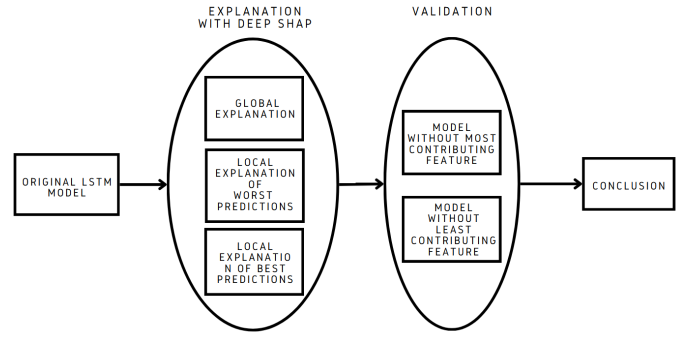 EXPLANATION
WITH DEEP SHAP
VALIDATION
GLOBAL
EXPLANATION
LOCAL
EXPLANATION
OF
WORST
PREDICTIONS
LOCAL
EXPLANATIO
N OF BEST
PREDICTIONS
ORIGINAL LSTM
MODEL
MODEL
WITHOUT MOST
CONTRIBUTING
FEATURE
MODEL
WITHOUT
LEAST
CONTRIBUTING
FEATURE
CONCLUSION